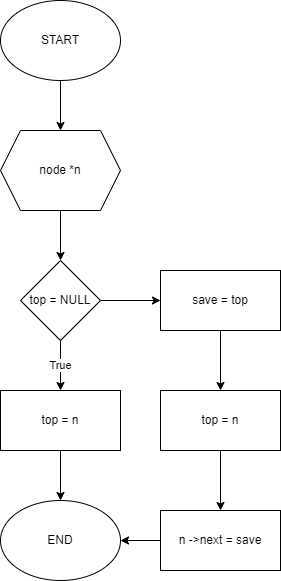 START
node *n
top = NULL
save = top
True
top = n
top = n
END
n ->next = save